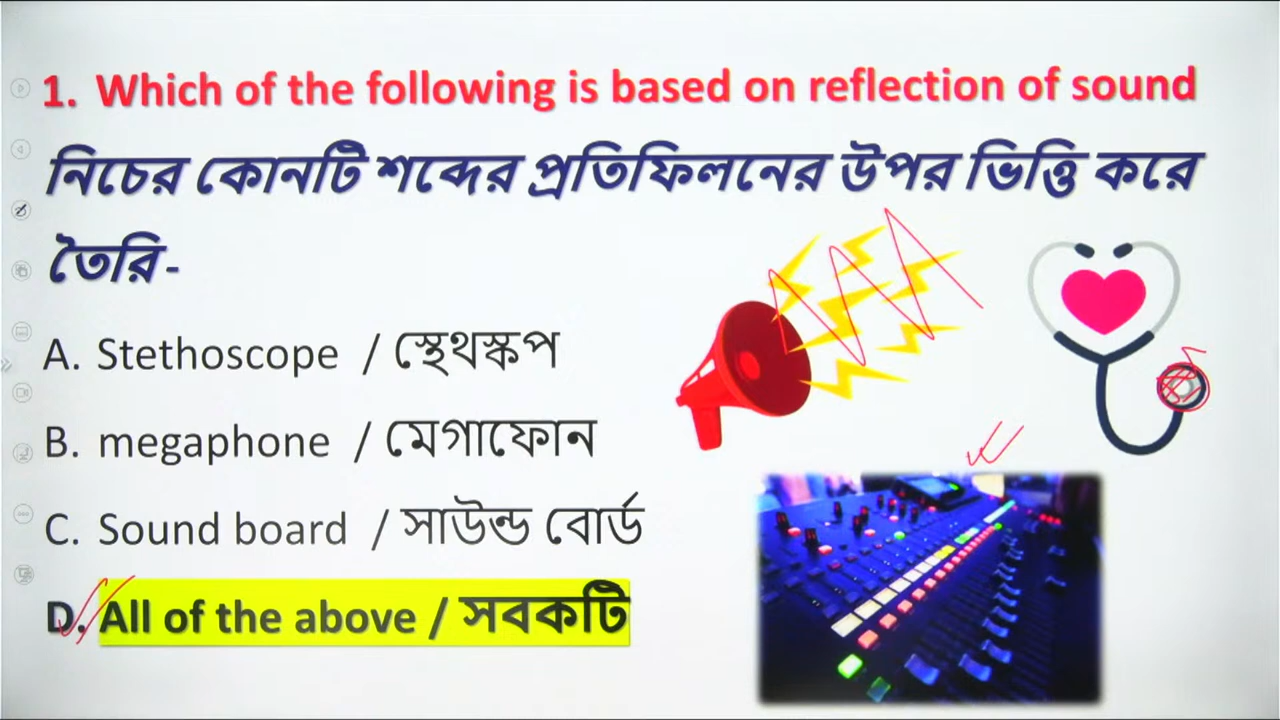 1. Which of the following is based on reflection of sound
নিচের কোনটি শব্দের প্রতিফিলনের উপর ভিত্তি করে
তৈরি-
A. Stethoscope / স্থেথস্কপ
B. megaphone / মেগাফোন
C. Sound board / সাউন্ড বোর্ড
D. All of the above / সবকটি